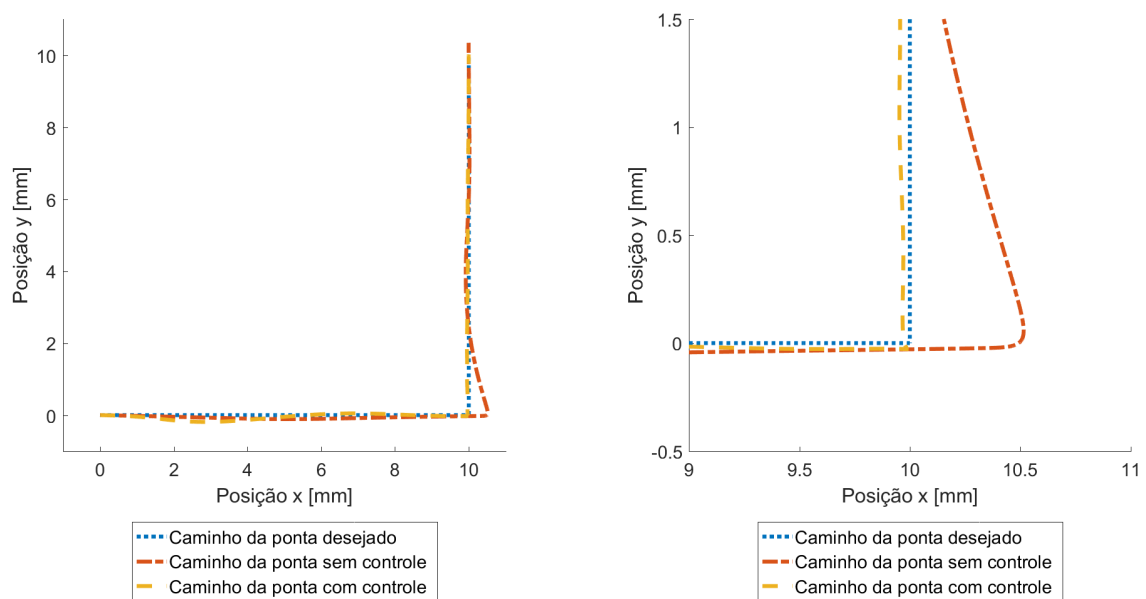 10
8
6
4
2
0
Posição y [mm]
0 2 4 6 8 10
Posição x [mm]
Caminho da ponta desejado
Caminho da ponta sem controle
Caminho da ponta com controle
1.5
1
0.5
0
-0.5
Posição y [mm]
9 9.5 10 10.5 11
Posição x [mm]
Caminho da ponta desejado
Caminho da ponta sem controle
Caminho da ponta com controle